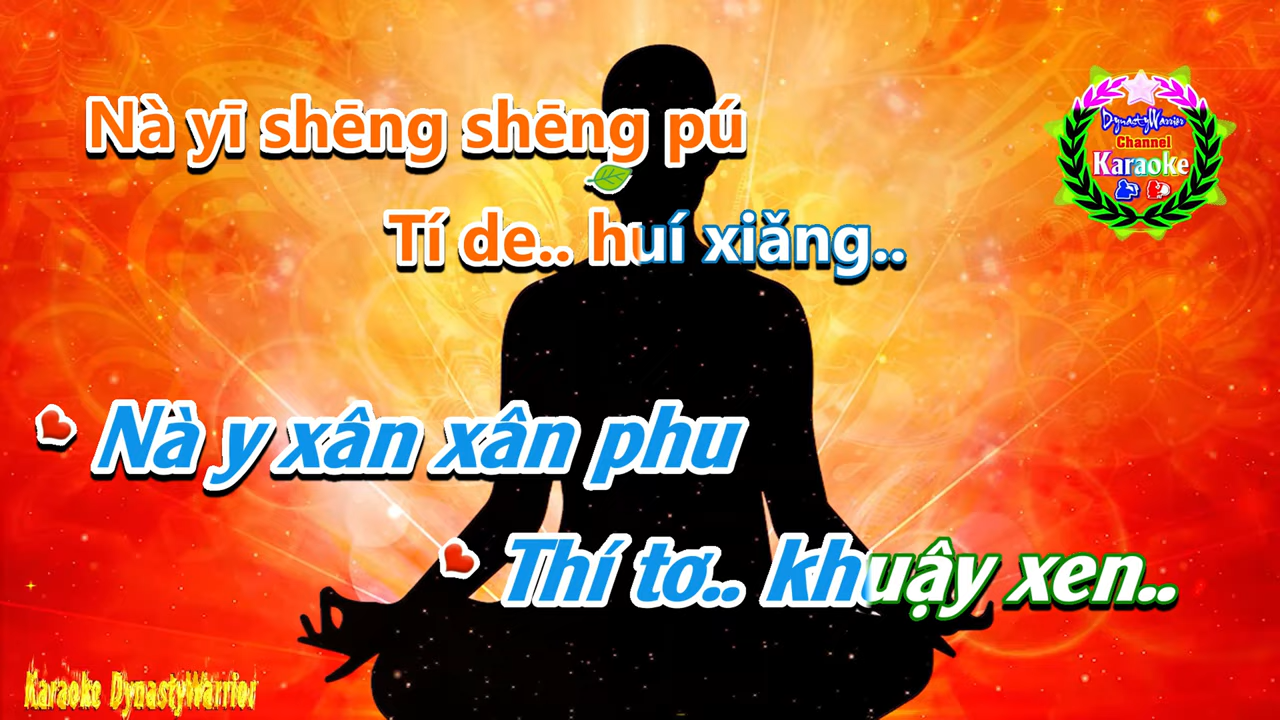 Nà yī shēng shēng pú
Tí de.. huí xiǎng..
DynastyWarrior
Channel
Karaoke
Nà y xân xân phu
Thí tơ.. khuậy xen..
Karaoke DynastyWarrior